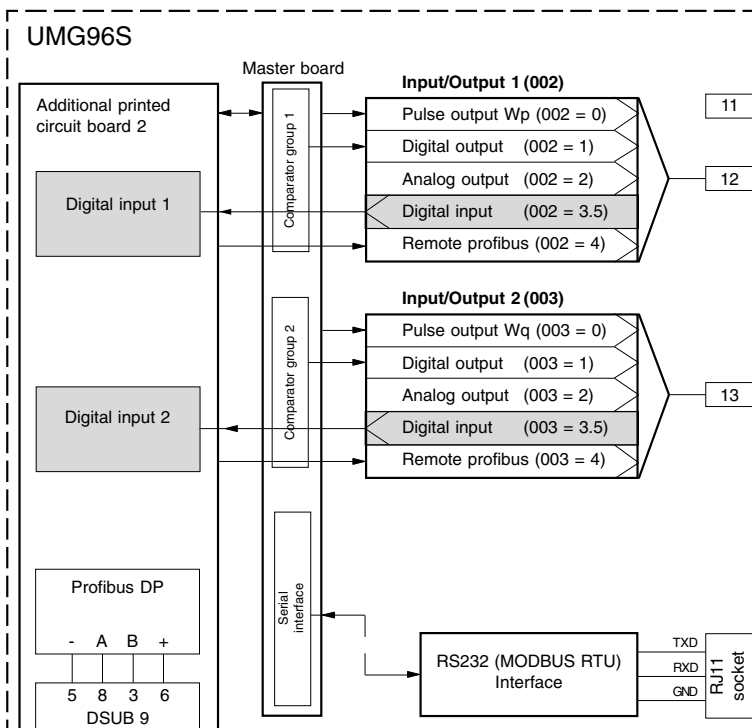 UMG96S
Master board
Additional printed
circuit board 2
Digital input 1
Digital input 2
Profibus DP
- A B +
5 8 3 6
DSUB 9
Comparator group 1
Comparator group 2
Serial
interface
Input/Output 1 (002)
Pulse output Wp (002 = 0)
Digital output (002 = 1)
Analog output (002 = 2)
Digital input (002 = 3.5)
Remote profibus (002 = 4)
Input/Output 2 (003)
Pulse output Wq (003 = 0)
Digital output (003 = 1)
Analog output (003 = 2)
Digital input (003 = 3.5)
Remote profibus (003 = 4)
11
12
13
RS232 (MODBUS RTU)
Interface
TXD
RXD
GND
RJ11
socket